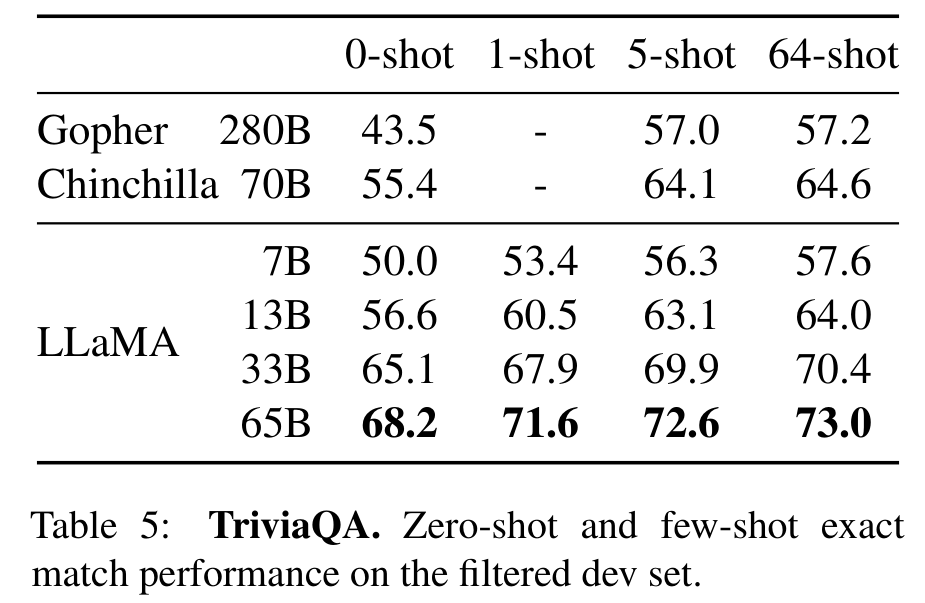 0-shot 1-shot 5-shot 64-shot
Gopher 280B 43.5 - 57.0 57.2
Chinchilla 70B 55.4 - 64.1 64.6
7B 50.0 53.4 56.3 57.6
13B 56.6 60.5 63.1 64.0
LLaMA
33B 65.1 67.9 69.9 70.4
65B 68.2 71.6 72.6 73.0
Table 5: TriviaQA. Zero-shot and few-shot exact
match performance on the filtered dev set.